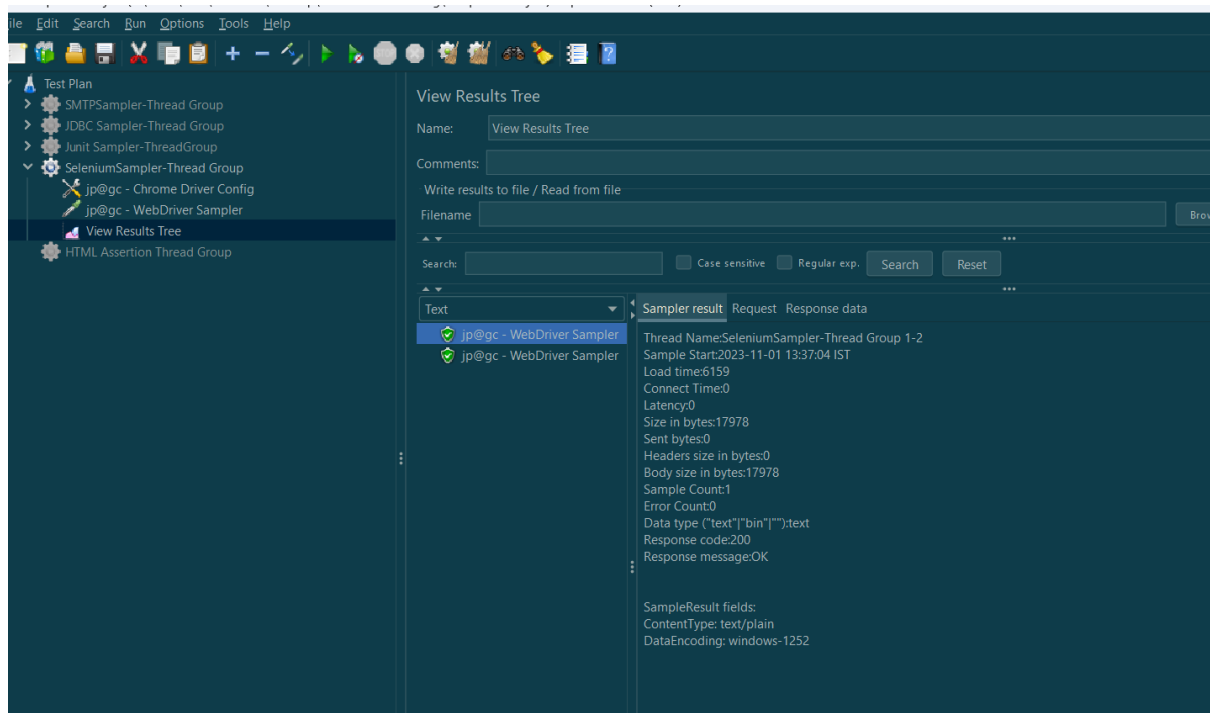 ile Edit Search Run Options Tools Help
Test Plan
SMTPSampler-Thread Group
JDBC Sampler-Thread Group
Junit Sampler-ThreadGroup
SeleniumSampler-Thread Group
jp@gc - Chrome Driver Config
jp@gc - WebDriver Sampler
View Results Tree
HTML Assertion Thread Group
View Results Tree
Name: View Results Tree
Comments:
Write results to file / Read from file
Filename Brow
Search: Case sensitive Regular exp. Search Reset
Text
jp@gc - WebDriver Sampler
jp@gc - WebDriver Sampler
Sampler result Request Response data
Thread Name:SeleniumSampler-Thread Group 1-2
Sample Start:2023-11-01 13:37:04 IST
Load time:6159
Connect Time:0
Latency:0
Size in bytes:17978
Sent bytes:0
Headers size in bytes:0
Body size in bytes:17978
Sample Count:1
Error Count:0
Data type ("text"|"bin"|""):text
Response code:200
Response message:OK
SampleResult fields:
ContentType: text/plain
DataEncoding: windows-1252